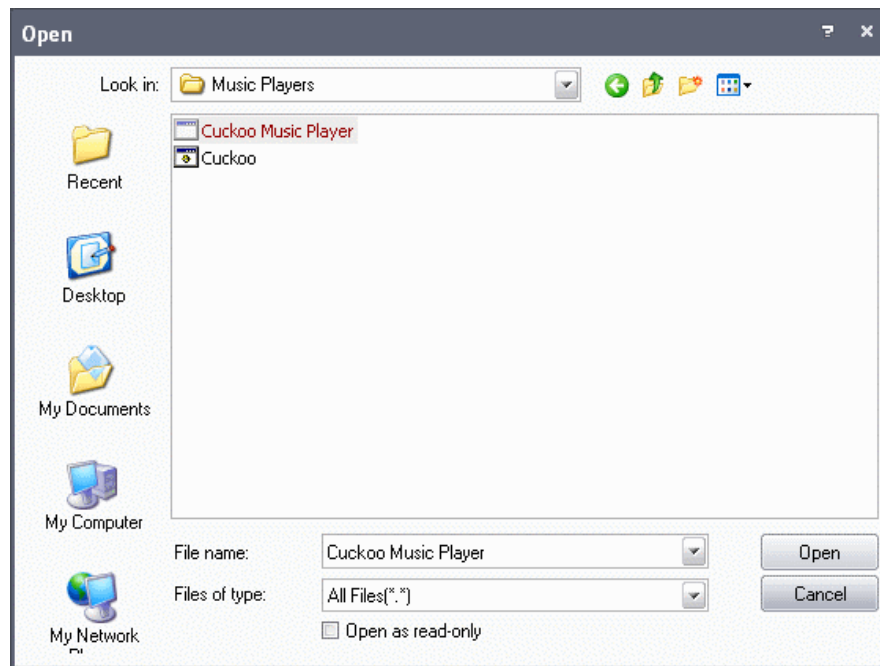 Open
Look in: Music Players
Cuckoo Music Player
Cuckoo
Recent
Desktop
My Documents
My Computer
My Network
File name: Cuckoo Music Player Open
Files of type: All Files(*.*) Cancel
Open as read-only